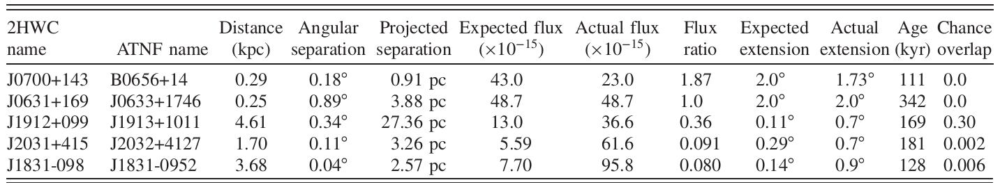 2HWC Distance Angular Projected Expected flux Actual flux Flux Expected Actual Age Chance
name ATNF name (kpc) separation separation (×10−15) (×10−15) ratio extension extension (kyr) overlap
J0700+143 B0656+14 0.29 0.18° 0.91 pc 43.0 23.0 1.87 2.0° 1.73° 111 0.0
J0631+169 J0633+1746 0.25 0.89° 3.88 pc 48.7 48.7 1.0 2.0° 2.0° 342 0.0
J1912+099 J1913+1011 4.61 0.34° 27.36 pc 13.0 36.6 0.36 0.11° 0.7° 169 0.30
J2031+415 J2032+4127 1.70 0.11° 3.26 pc 5.59 61.6 0.091 0.29° 0.7° 181 0.002
J1831-098 J1831-0952 3.68 0.04° 2.57 pc 7.70 95.8 0.080 0.14° 0.9° 128 0.006